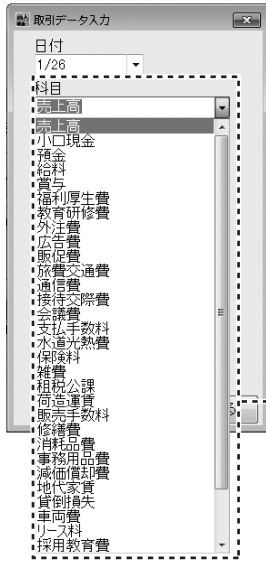 取引データ入力
日付
1/26
科目
売上高
売上高
小口現金
預金
給料
賞与
福利厚生費
教育研修費
外注費
広告費
販促費
旅費交通費
通信費
接待交際費
会議費
支払手数料
水道光熱費
保険料
雑費
租税公課
荷造運賃
販売手数料
修繕費
消耗品費
事務用品費
減価償却費
地代家賃
貸倒損失
車両費
リース料
採用教育費